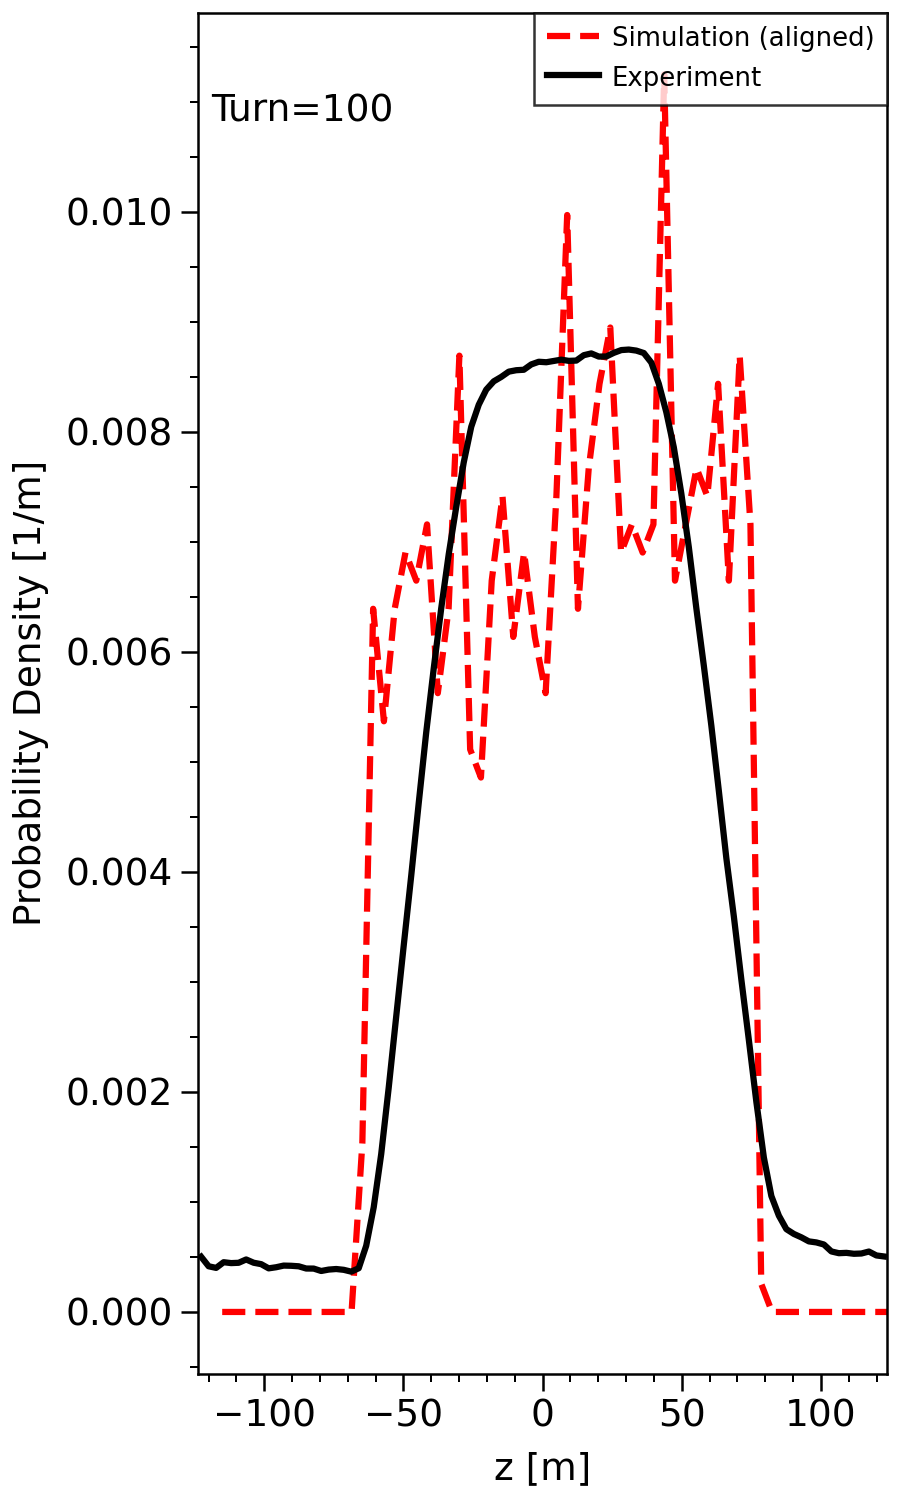 Simulation (aligned)
Experiment
Turn=100
0.010
0.008
0.006
0.004
0.002
0.000
Probability Density [1/m]
−100
−50
0
50
100
z [m]